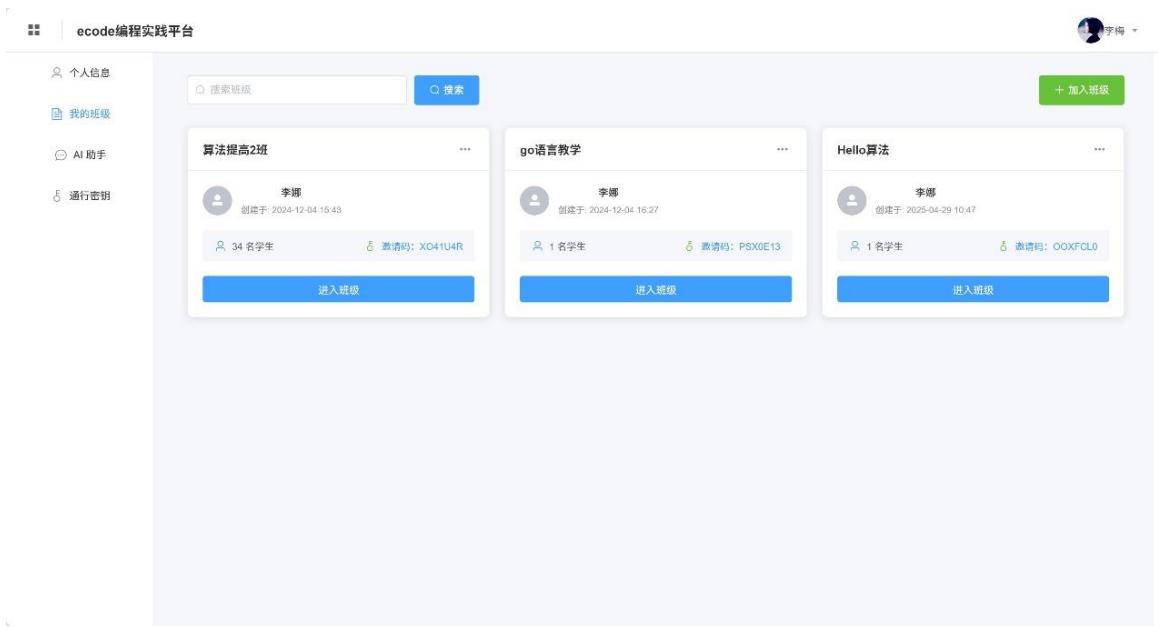 ecode编程实践平台
李梅
个人信息
我的班级
AI 助手
通行密钥
搜索班级
搜索
+ 加入班级
算法提高2班
李娜
创建于: 2024-12-04 15:43
34 名学生
邀请码: XO41U4R
进入班级
go语言教学
李娜
创建于: 2024-12-04 16:27
1 名学生
邀请码: PSX0E13
进入班级
Hello算法
李娜
创建于: 2025-04-29 10:47
1 名学生
邀请码: OOXFCL0
进入班级